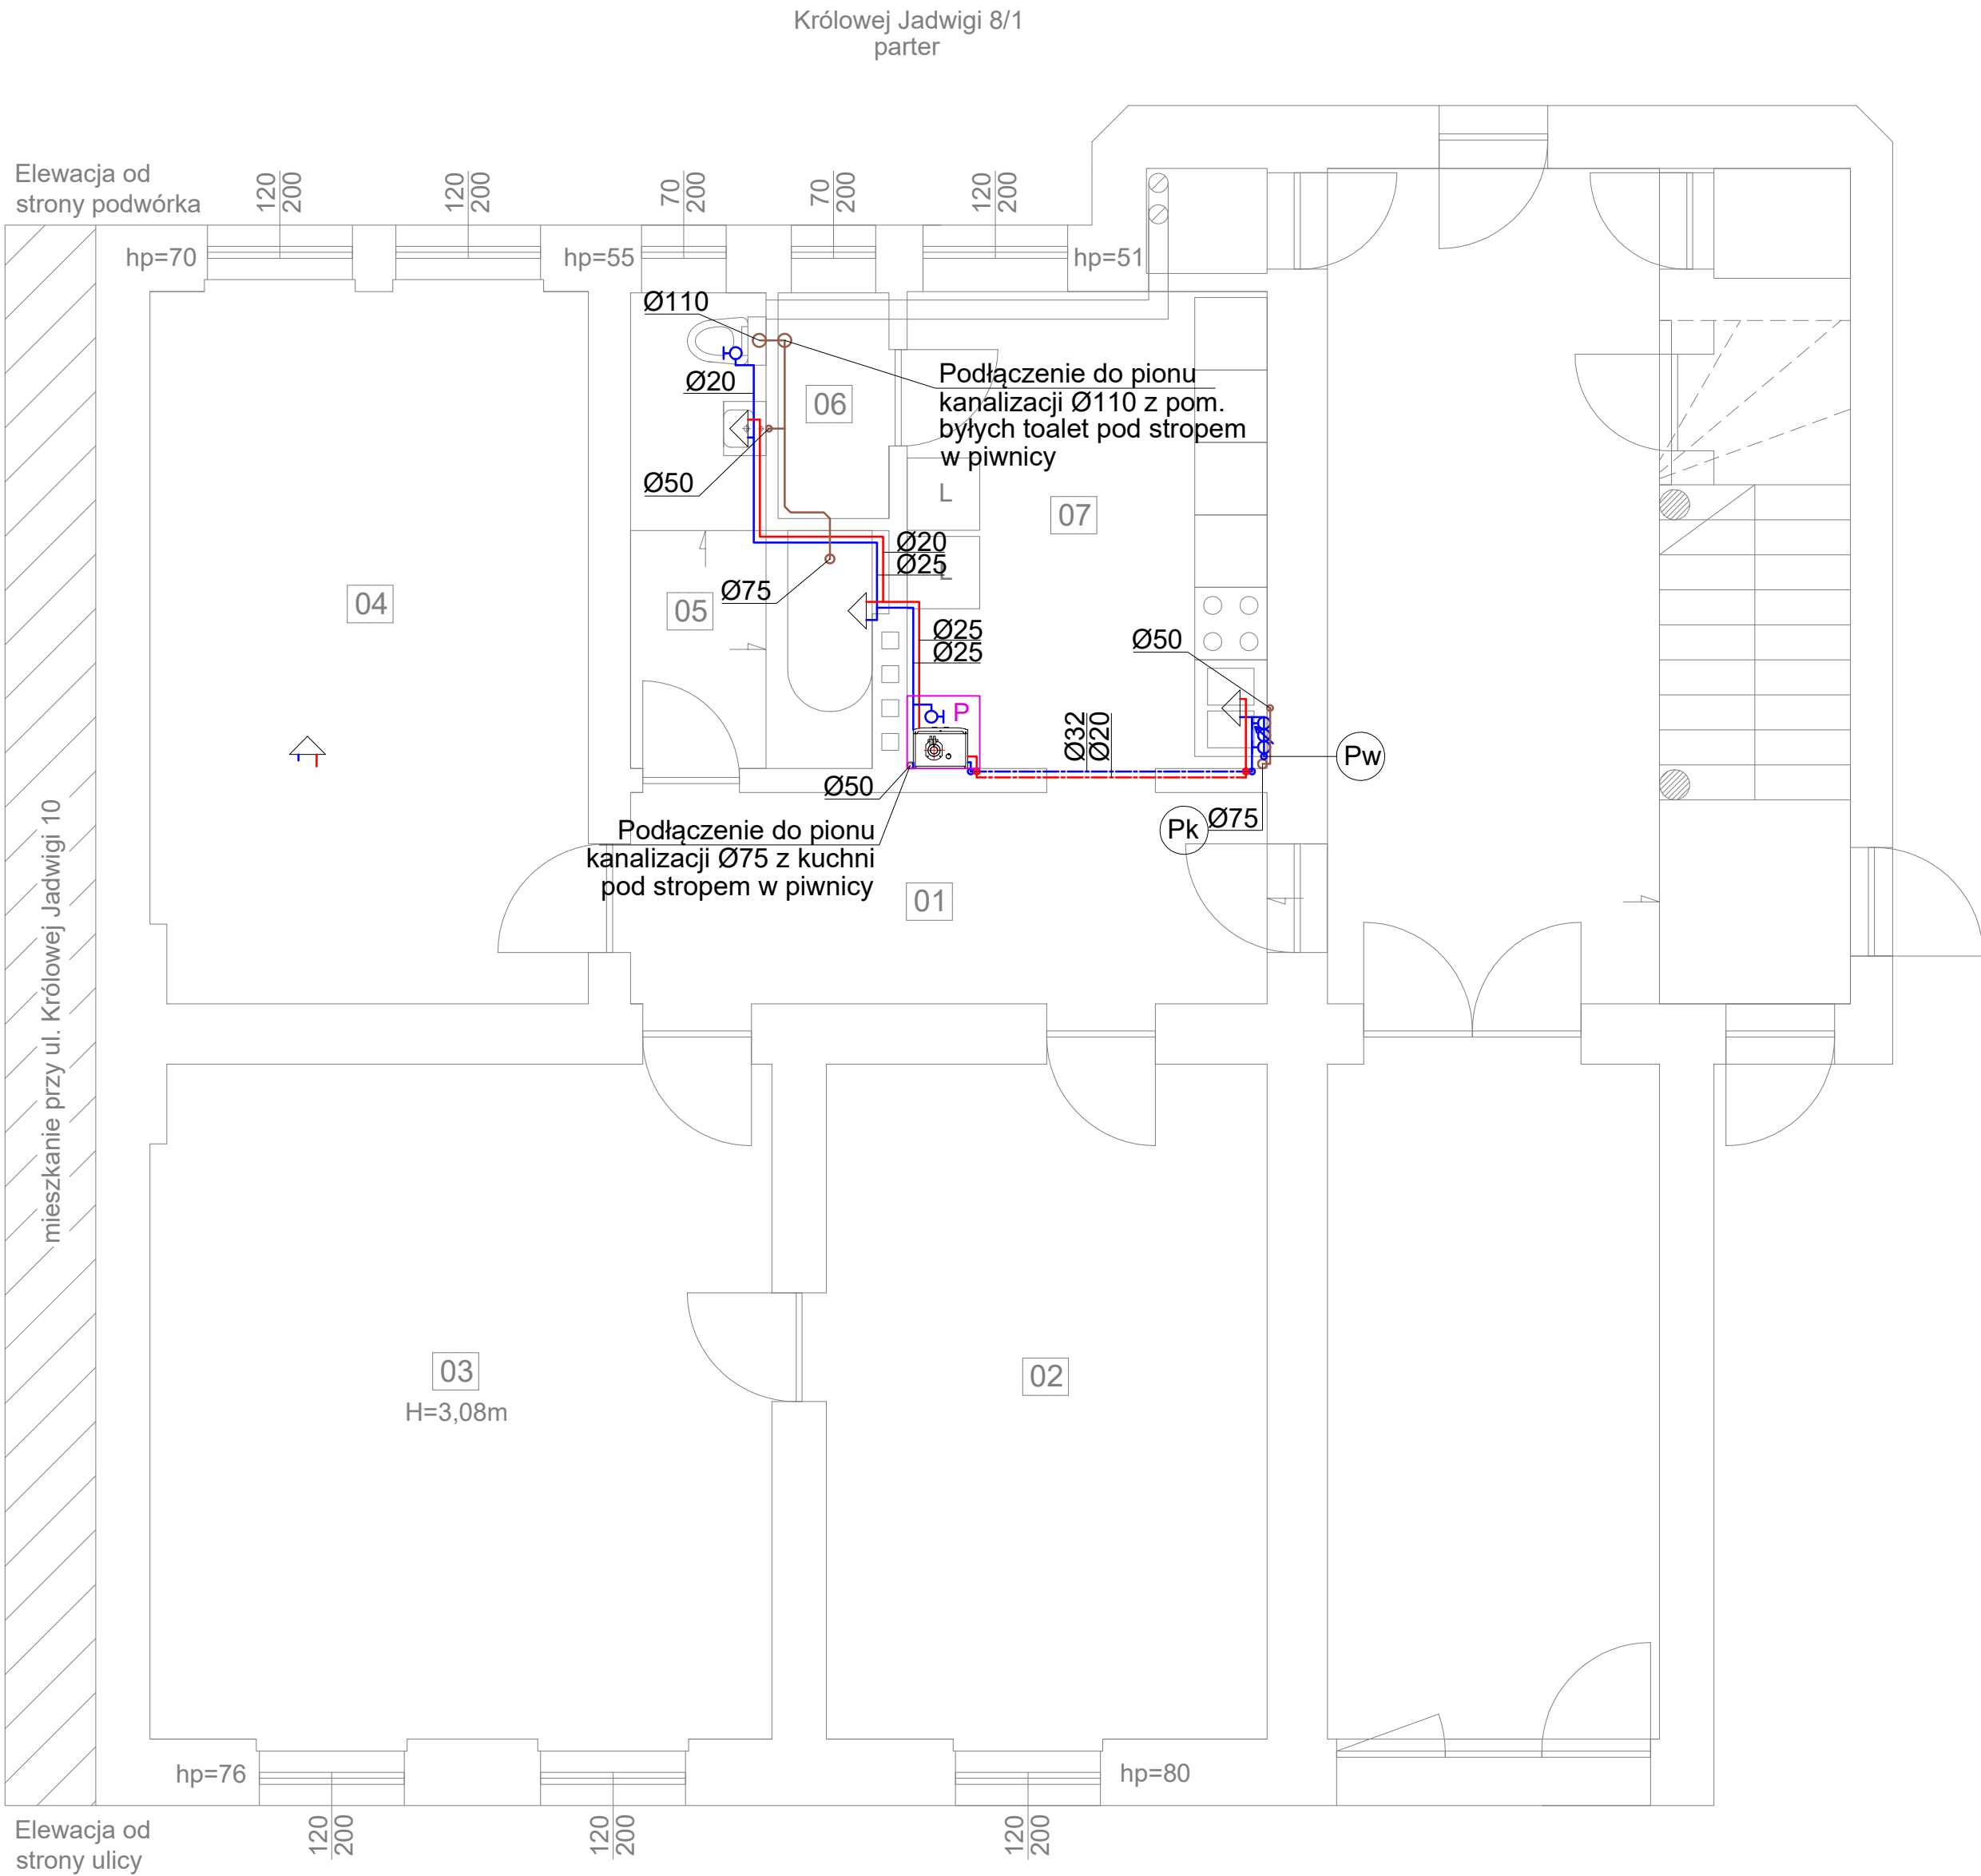 Królowej Jadwigi 8/1
parter
Elewacja od
strony podwórka
120
200
120
200
70
200
70
200
120
200
hp=70
hp=55
hp=51
Ø110
Ø20
06
Podłączenie do pionu
kanalizacji Ø110 z pom.
byłych toalet pod stropem
w piwnicy
Ø50
L
07
Ø20
Ø25
L
Ø75
04
05
Ø25
Ø25
Ø50
P
Ø32
Ø20
Pw
Ø50
Pk
Ø75
Podłączenie do pionu
kanalizacji Ø75 z kuchni
pod stropem w piwnicy
01
mieszkanie przy ul. Królowej Jadwigi 10
03
H=3,08m
02
hp=76
hp=80
120
200
120
200
120
200
Elewacja od
strony ulicy